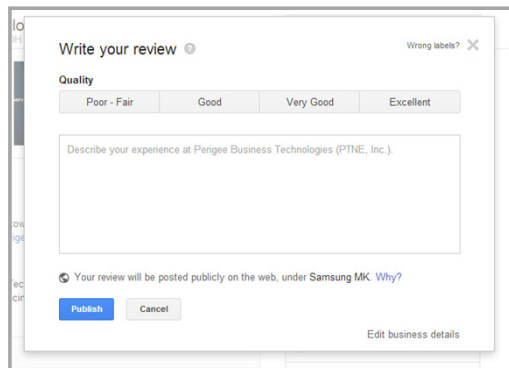 Write your review
Wrong labels?
Quality
Poor - Fair Good Very Good Excellent
Describe your experience at Perigee Business Technologies (PTNE, Inc.).
Your review will be posted publicly on the web, under Samsung MK. Why?
Publish Cancel
Edit business details